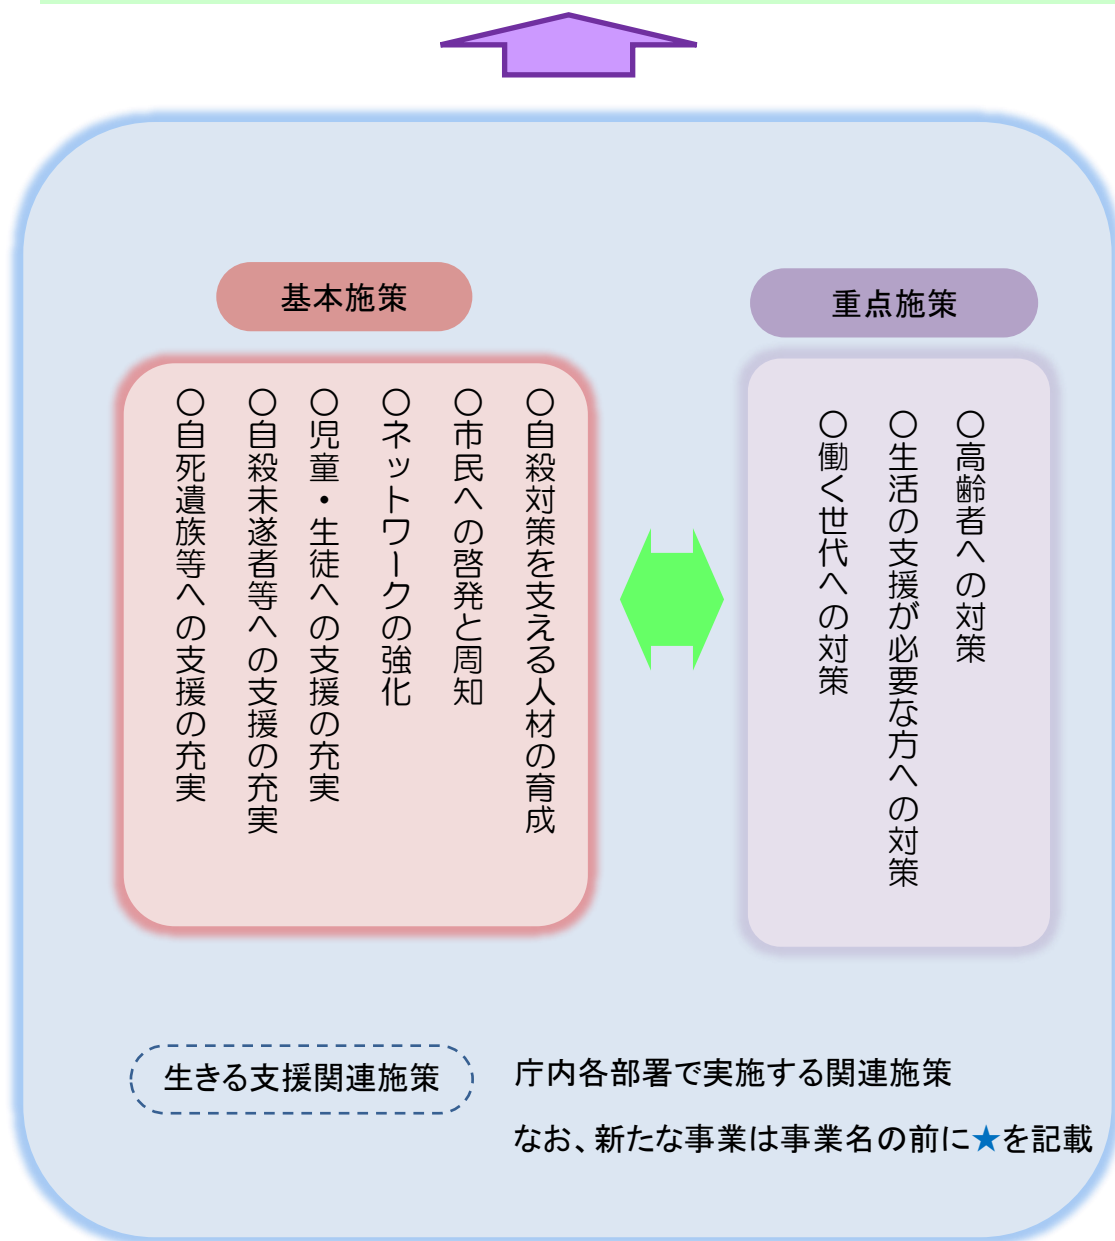 基本施策
○自殺対策を支える人材の育成
○市民への啓発と周知
○ネットワークの強化
○児童・生徒への支援の充実
○自殺未遂者等への支援の充実
○自死遺族等への支援の充実
重点施策
○高齢者への対策
○生活の支援が必要な方への対策
○働く世代への対策
生きる支援関連施策
庁内各部署で実施する関連施策
なお、新たな事業は事業名の前に★を記載